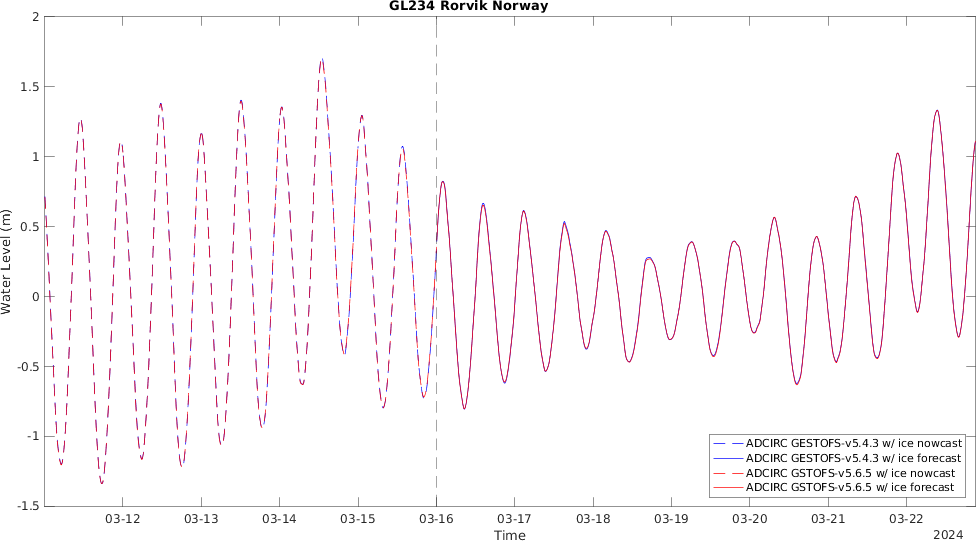 GL234 Rorvik Norway
2
1.5
1
0.5
0
-0.5
-1
-1.5
Water Level (m)
ADCIRC GESTOFS-v5.4.3 w/ ice nowcast
ADCIRC GESTOFS-v5.4.3 w/ ice forecast
ADCIRC GSTOFS-v5.6.5 w/ ice nowcast
ADCIRC GSTOFS-v5.6.5 w/ ice forecast
03-12 03-13 03-14 03-15 03-16 03-17 03-18 03-19 03-20 03-21 03-22
Time
2024